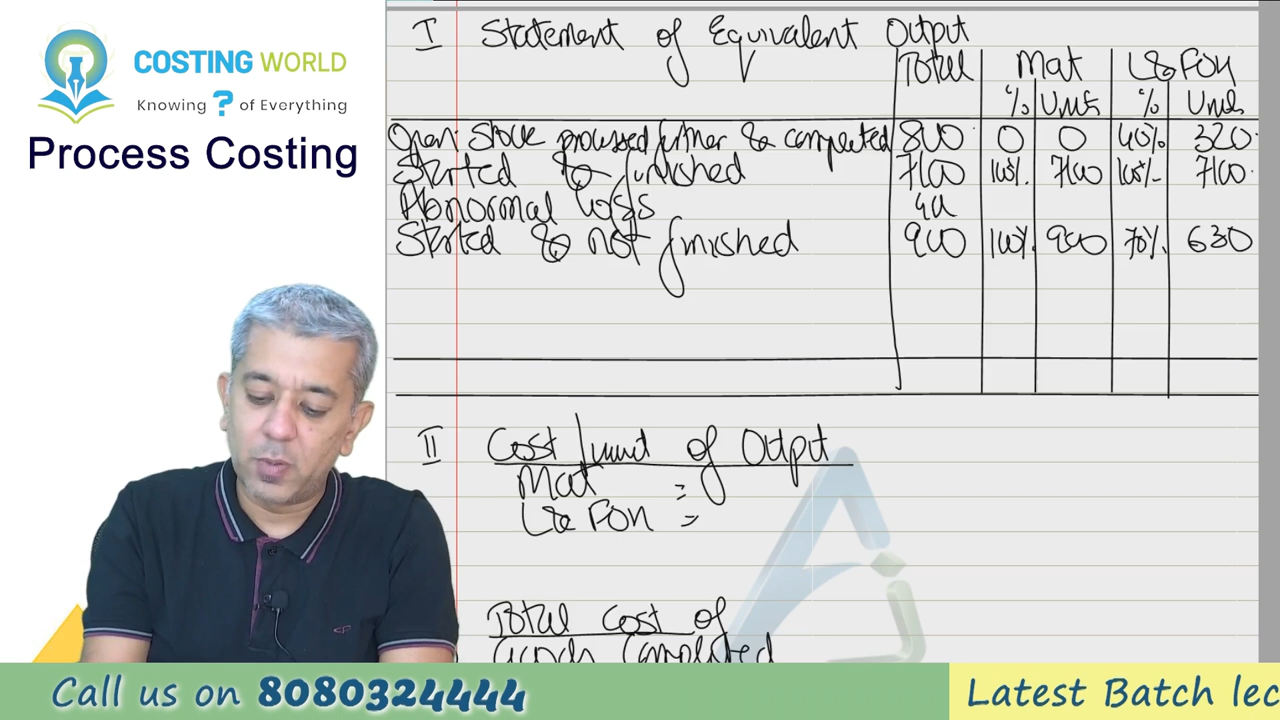 COSTING WORLD
Knowing ? of Everything
Process Costing
I Statement of Equivalent Output
Total Mat L & FOH
% Units % Units
Open. Stock processed further & completed 800 0 0 40% 320
Started & finished 7100 100% 7100 100% 7100
Abnormal loss
Started & not finished 900 100% 900 70% 630
II Cost/unit of Output
Mat =
L & FOH =
Total Cost of
Goods Completed
Call us on 8080324444
Latest Batch lec